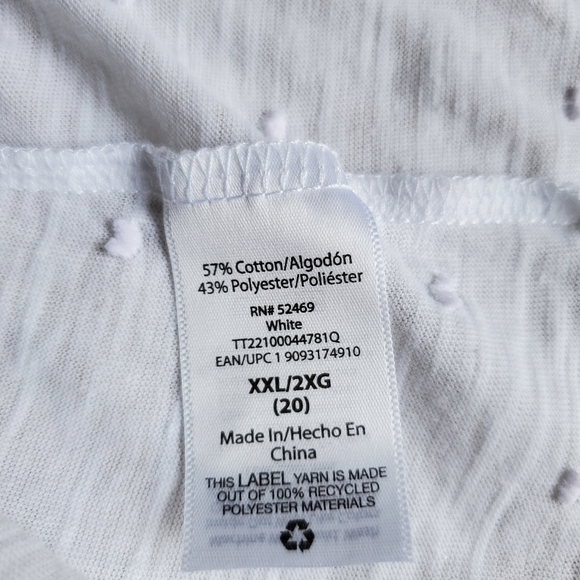 57% Cotton/Algodón
43% Polyester/Poliéster
RN# 52469
White
TT22100044781Q
EAN/UPC 1 9093174910
XXL/2XG
(20)
Made In/Hecho En
China
THIS LABEL YARN IS MADE
OUT OF 100% RECYCLED
POLYESTER MATERIALS